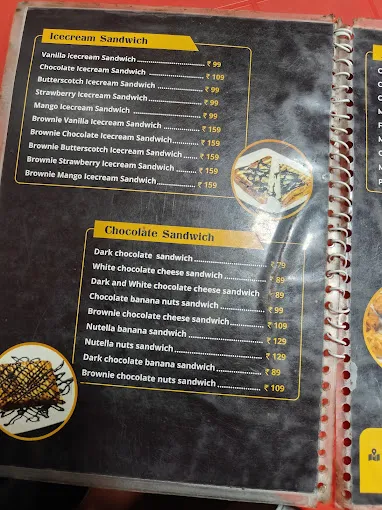 Icecream Sandwich
Vanilla Icecream Sandwich ........................ ₹ 99
Chocolate Icecream Sandwich .................... ₹ 109
Butterscotch Icecream Sandwich ................ ₹ 99
Strawberry Icecream Sandwich .................. ₹ 99
Mango Icecream Sandwich ........................ ₹ 99
Brownie Vanilla Icecream Sandwich ............ ₹ 159
Brownie Chocolate Icecream Sandwich......... ₹ 159
Brownie Butterscotch Icecream Sandwich .... ₹ 159
Brownie Strawberry Icecream Sandwich ....... ₹ 159
Brownie Mango Icecream Sandwich ............. ₹ 159
Chocolate Sandwich
Dark chocolate sandwich ........................... ₹ 79
White chocolate cheese sandwich ............... ₹ 89
Dark and White chocolate cheese sandwich 89
Chocolate banana nuts sandwich ................ ₹ 99
Brownie chocolate cheese sandwich............. ₹ 109
Nutella banana sandwich .......................... ₹ 129
Nutella nuts sandwich............................... ₹ 129
Dark chocolate banana sandwich ................ ₹ 89
Brownie chocolate nuts sandwich ............... ₹ 109